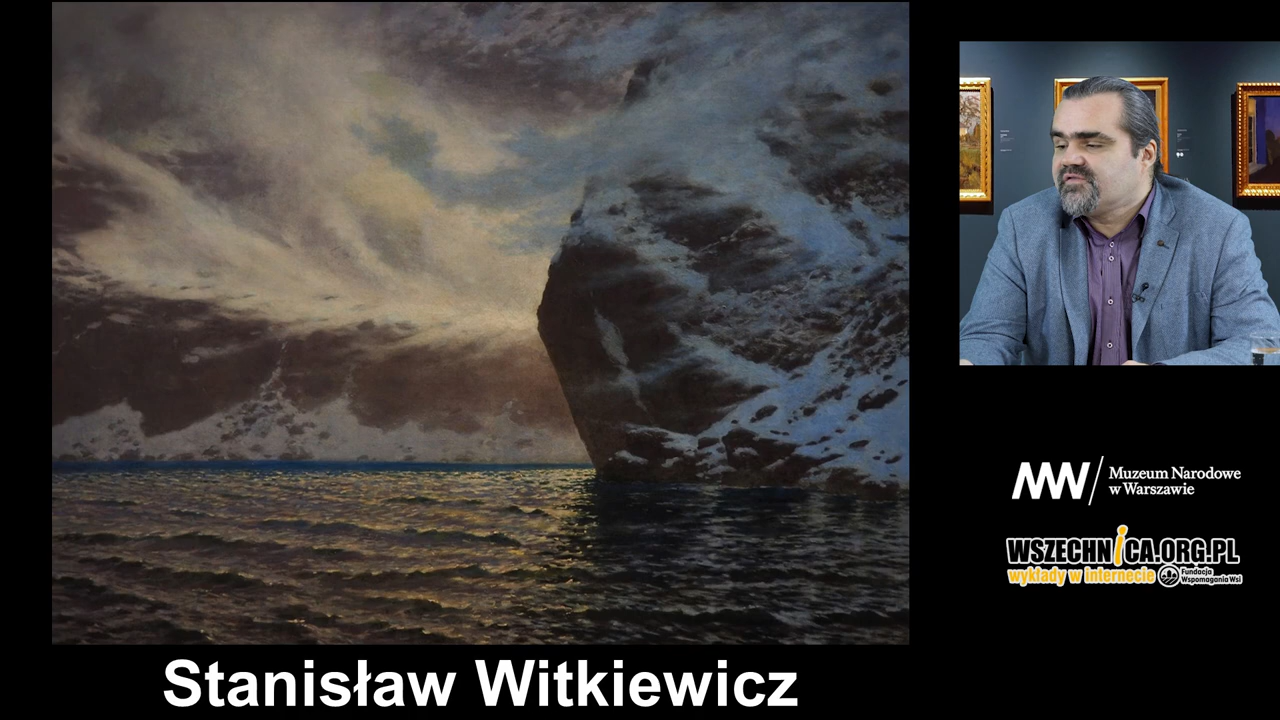 Muzeum Narodowe
w Warszawie
WSZECHNiCA.ORG.PL
wykłady w internecie
Fundacja
Wspomagania Wsi
Stanisław Witkiewicz